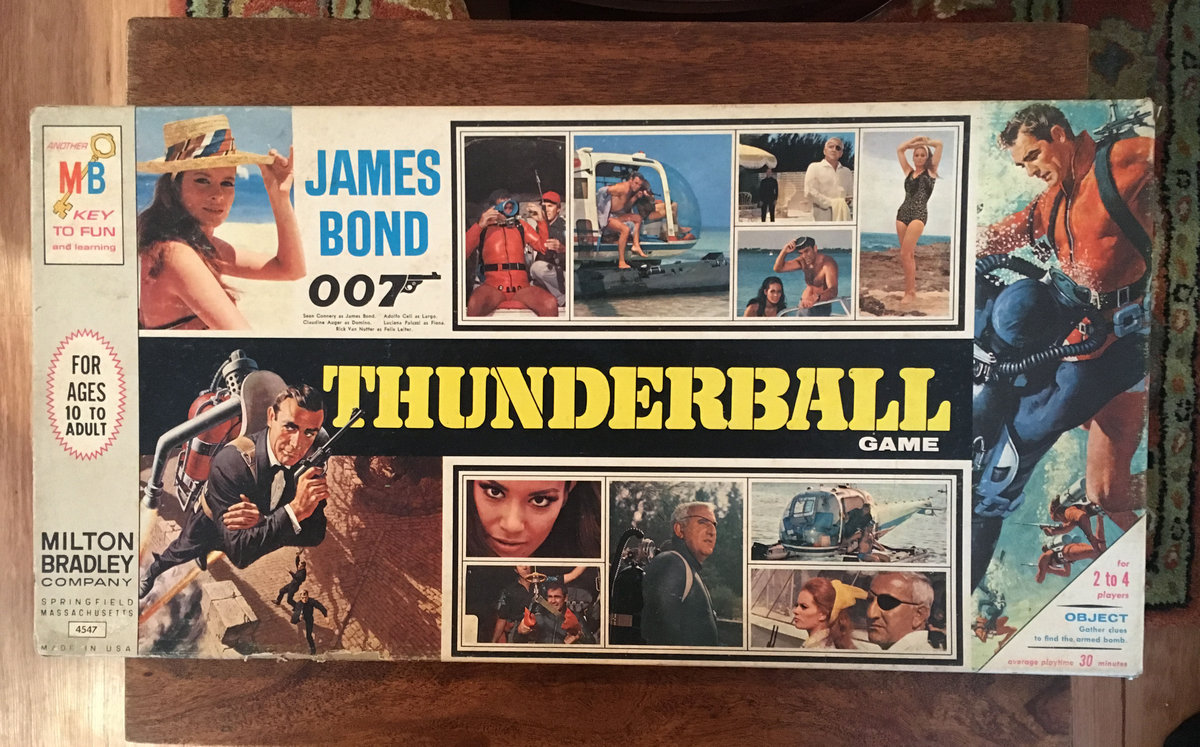 ANOTHER
MB
KEY
TO FUN
and learning
FOR
AGES
10 TO
ADULT
MILTON
BRADLEY
COMPANY
SPRINGFIELD
MASSACHUSETTS
4547
MADE IN USA
JAMES
BOND
007
Sean Connery as James Bond. Adolfo Celi as Largo.
Claudine Auger as Domino. Luciana Paluzzi as Fiona.
Rick Van Nutter as Felix Leiter.
THUNDERBALL
GAME
for
2 to 4
players
OBJECT
Gather clues
to find the armed bomb.
average playtime 30 minutes